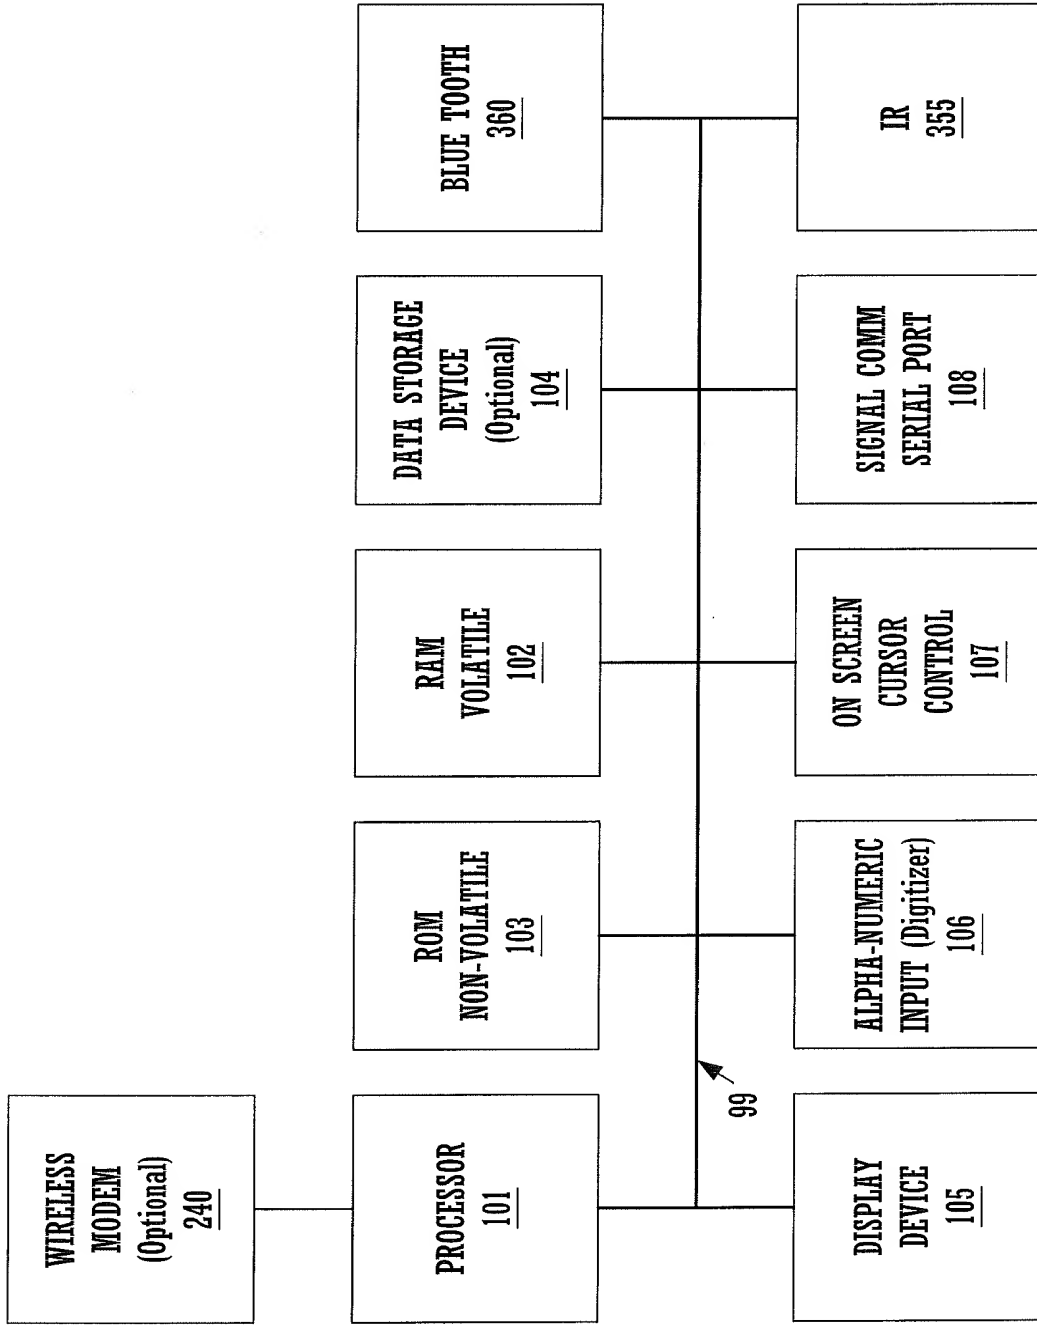 WIRELESS
MODEM
(Optional)
240
PROCESSOR
101
ROM
NON-VOLATILE
103
RAM
VOLATILE
102
DATA STORAGE
DEVICE
(Optional)
104
BLUE TOOTH
360
99
DISPLAY
DEVICE
105
ALPHA-NUMERIC
INPUT (Digitizer)
106
ON SCREEN
CURSOR
CONTROL
107
SIGNAL COMM
SERIAL PORT
108
IR
355